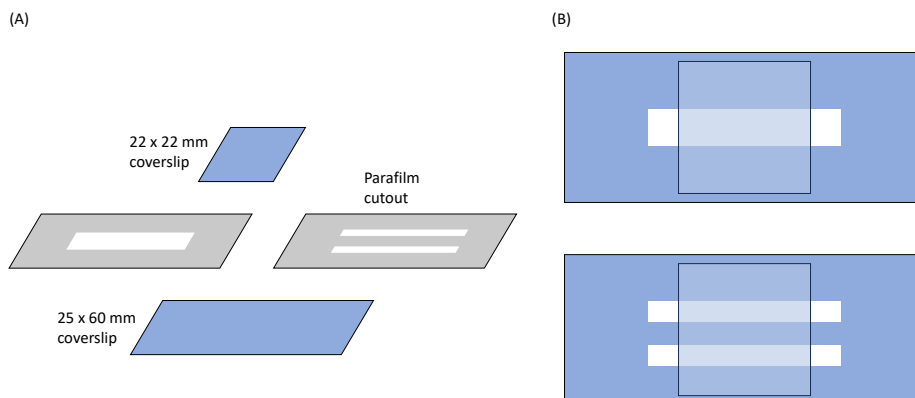 (A)
(B)
22 x 22 mm
coverslip
Parafilm
cutout
25 x 60 mm
coverslip